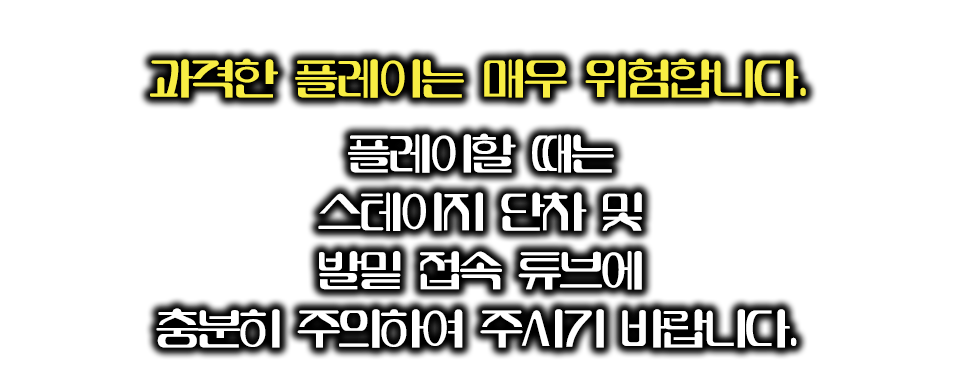 과격한 플레이는 매우 위험합니다.
플레이할 때는
스테이지 단차 및
발밑 접속 튜브에
충분히 주의하여 주시기 바랍니다.